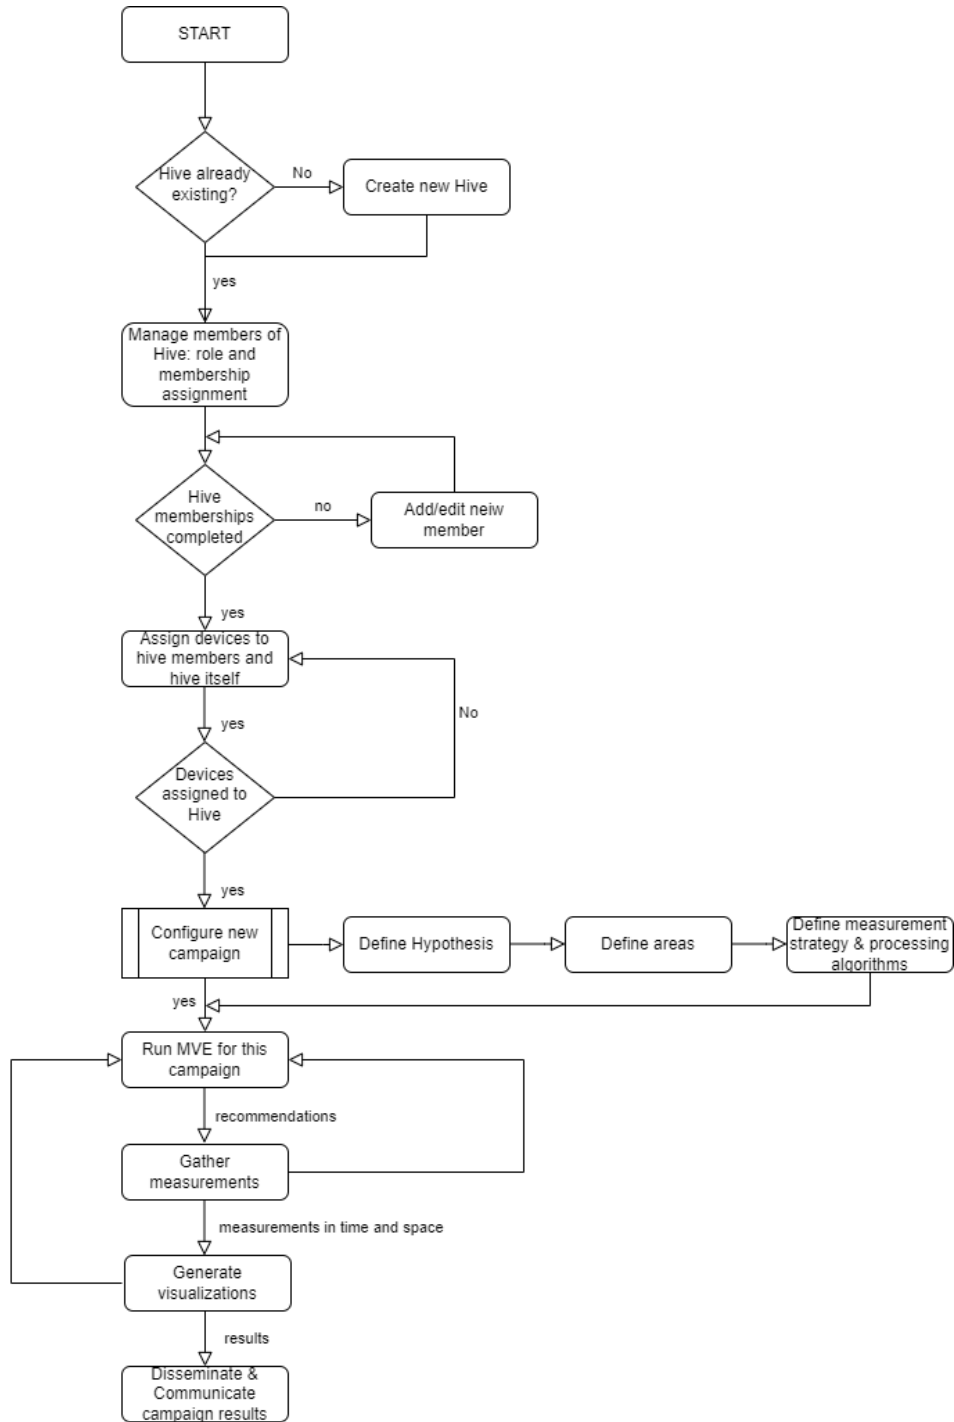 START
Hive already
existing?
No
Create new Hive
yes
Manage members of
Hive: role and
membership
assignment
Hive
memberships
completed
no
Add/edit neiw
member
yes
Assign devices to
hive members and
hive itself
No
yes
Devices
assigned to
Hive
yes
Configure new
campaign
Define Hypothesis
Define areas
Define measurement
strategy & processing
algorithms
yes
Run MVE for this
campaign
recommendations
Gather
measurements
measurements in time and space
Generate
visualizations
results
Disseminate &
Communicate
campaign results